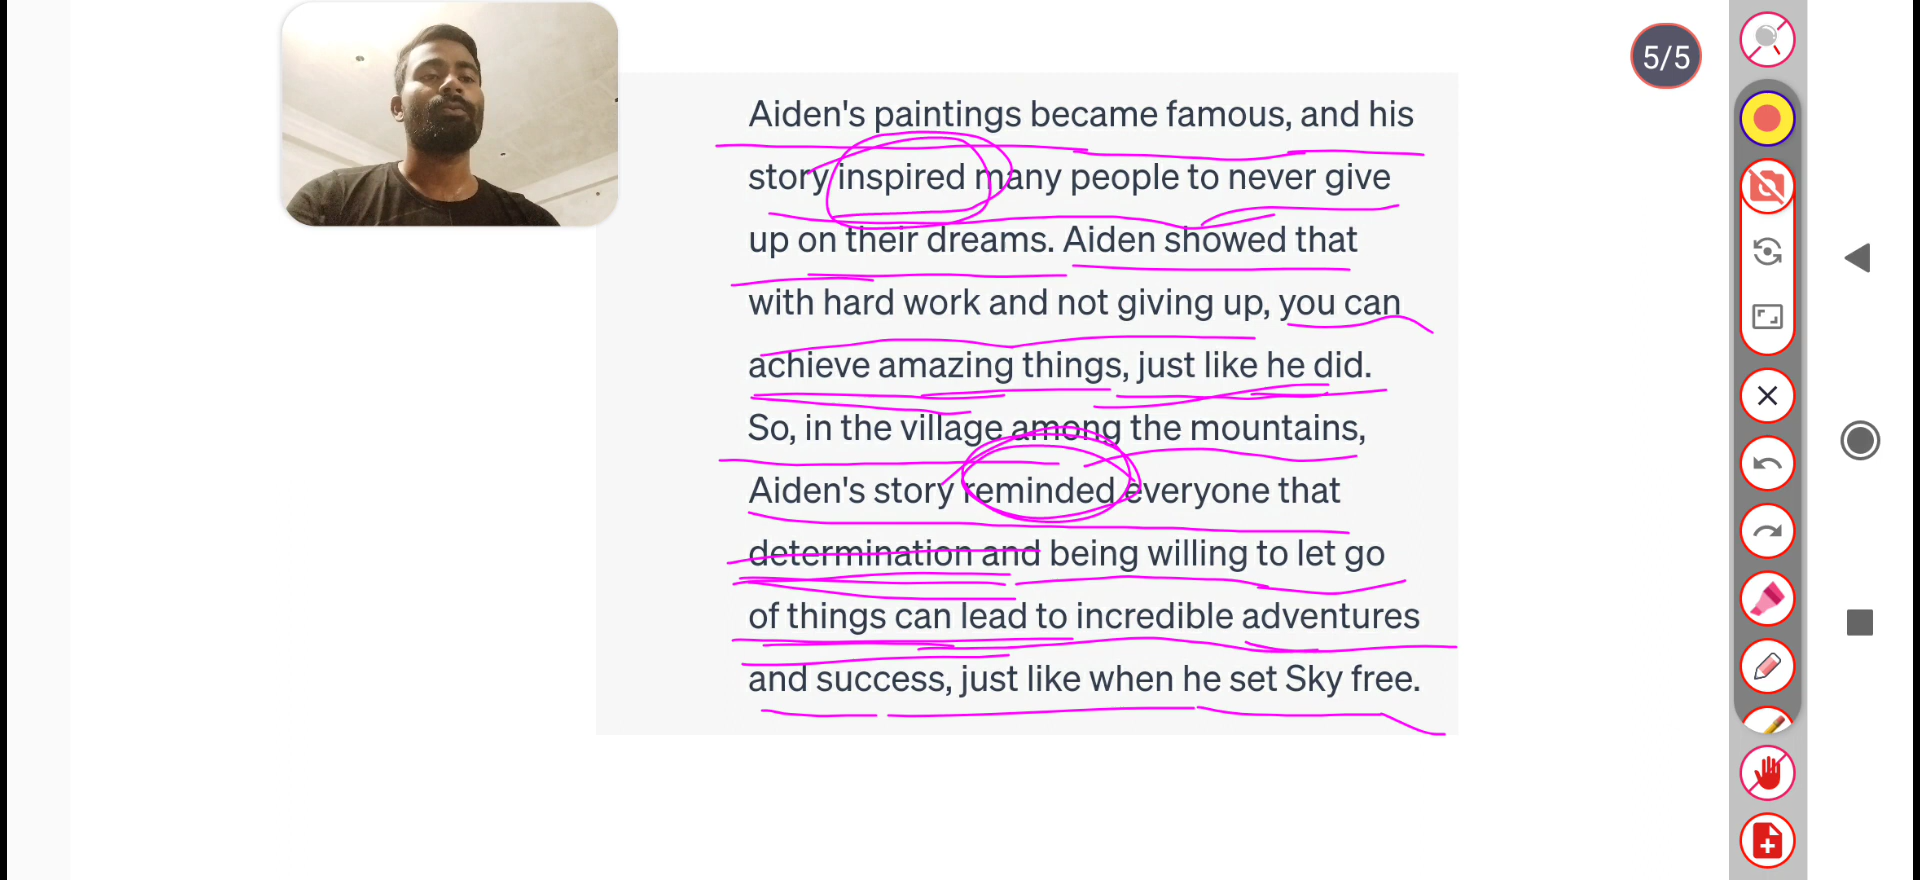 5/5
Aiden's paintings became famous, and his
story inspired many people to never give
up on their dreams. Aiden showed that
with hard work and not giving up, you can
achieve amazing things, just like he did.
So, in the village among the mountains,
Aiden's story reminded everyone that
determination and being willing to let go
of things can lead to incredible adventures
and success, just like when he set Sky free.